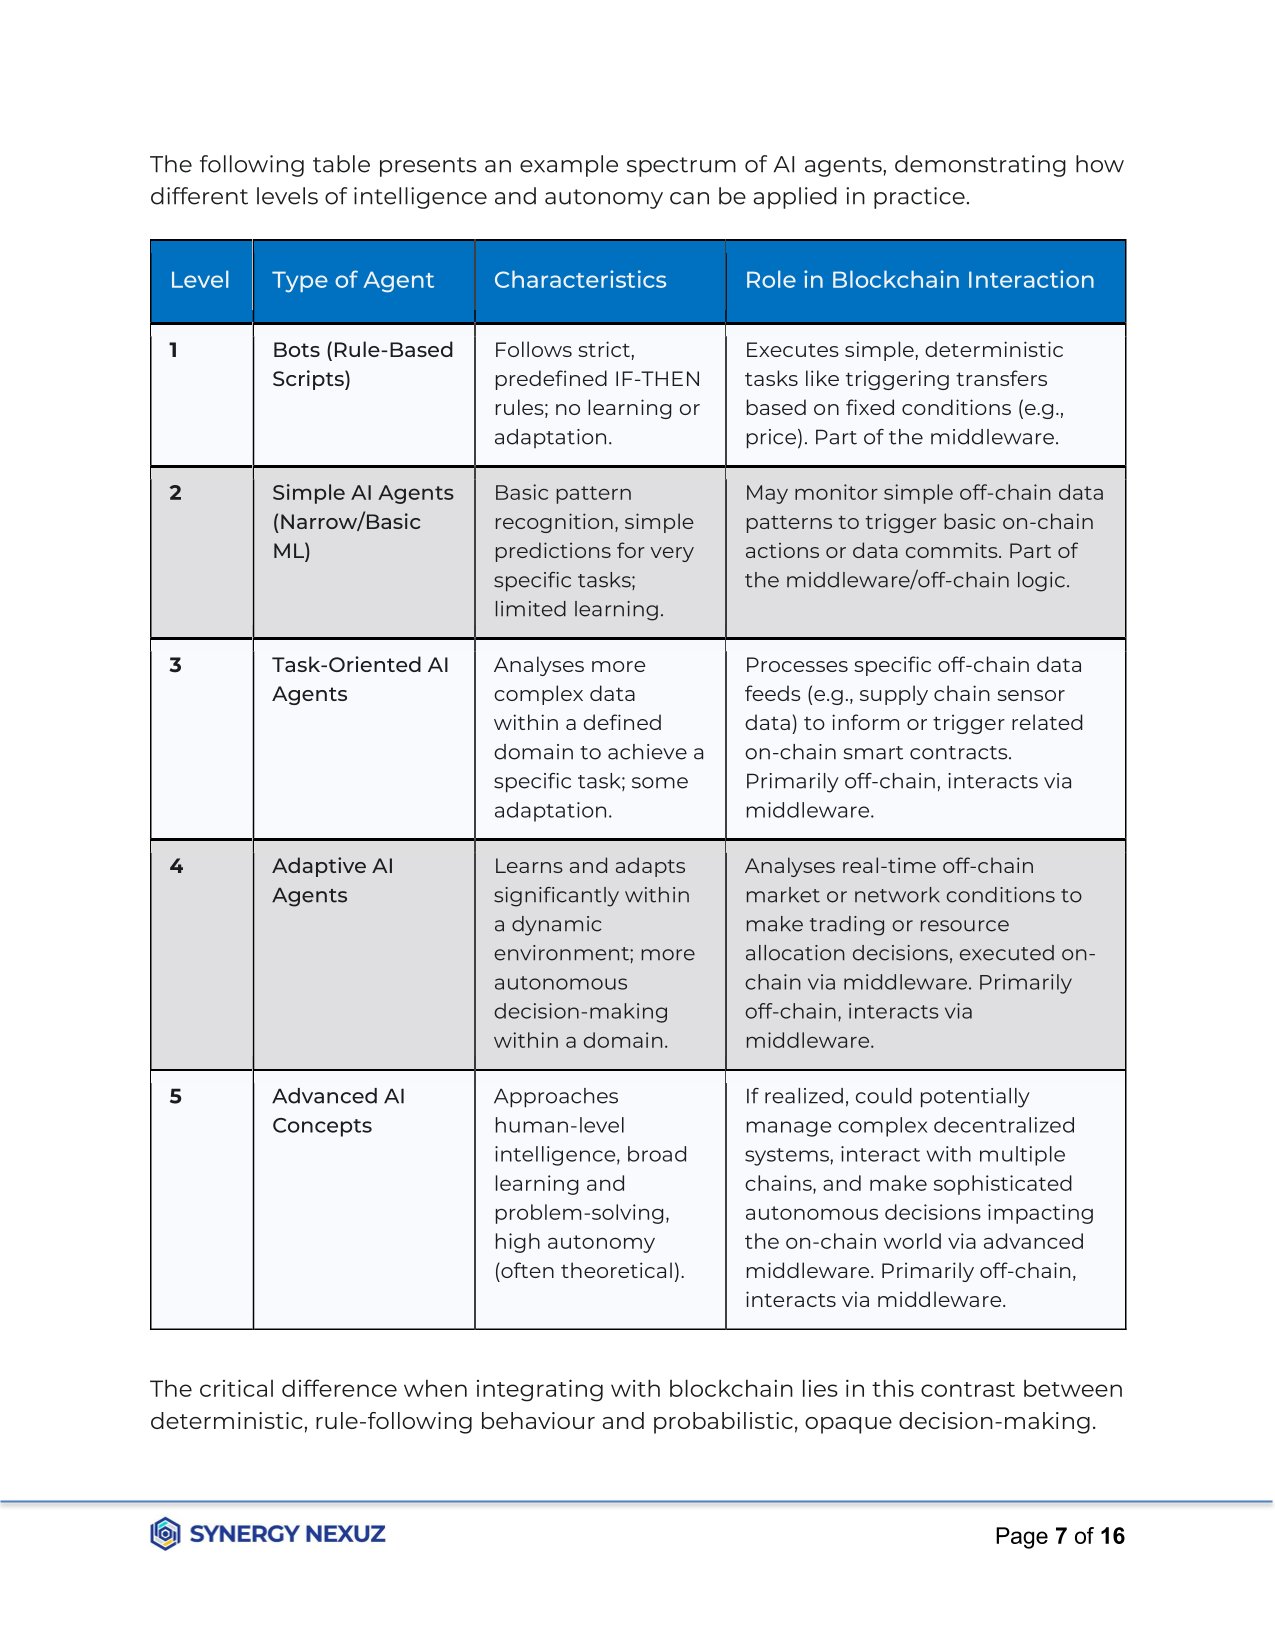 The following table presents an example spectrum of AI agents, demonstrating how
different levels of intelligence and autonomy can be applied in practice.
Level
Type of Agent
Characteristics
Role in Blockchain Interaction
1
Bots (Rule-Based
Scripts)
Follows strict,
predefined IF-THEN
rules; no learning or
adaptation.
Executes simple, deterministic
tasks like triggering transfers
based on fixed conditions (e.g.,
price). Part of the middleware.
2
Simple AI Agents
(Narrow/Basic
ML)
Basic pattern
recognition, simple
predictions for very
specific tasks;
limited learning.
May monitor simple off-chain data
patterns to trigger basic on-chain
actions or data commits. Part of
the middleware/off-chain logic.
3
Task-Oriented AI
Agents
Analyses more
complex data
within a defined
domain to achieve a
specific task; some
adaptation.
Processes specific off-chain data
feeds (e.g., supply chain sensor
data) to inform or trigger related
on-chain smart contracts.
Primarily off-chain, interacts via
middleware.
4
Adaptive AI
Agents
Learns and adapts
significantly within
a dynamic
environment; more
autonomous
decision-making
within a domain.
Analyses real-time off-chain
market or network conditions to
make trading or resource
allocation decisions, executed on-
chain via middleware. Primarily
off-chain, interacts via
middleware.
5
Advanced AI
Concepts
Approaches
human-level
intelligence, broad
learning and
problem-solving,
high autonomy
(often theoretical).
If realized, could potentially
manage complex decentralized
systems, interact with multiple
chains, and make sophisticated
autonomous decisions impacting
the on-chain world via advanced
middleware. Primarily off-chain,
interacts via middleware.
The critical difference when integrating with blockchain lies in this contrast between
deterministic, rule-following behaviour and probabilistic, opaque decision-making.
SYNERGY NEXUZ
Page 7 of 16